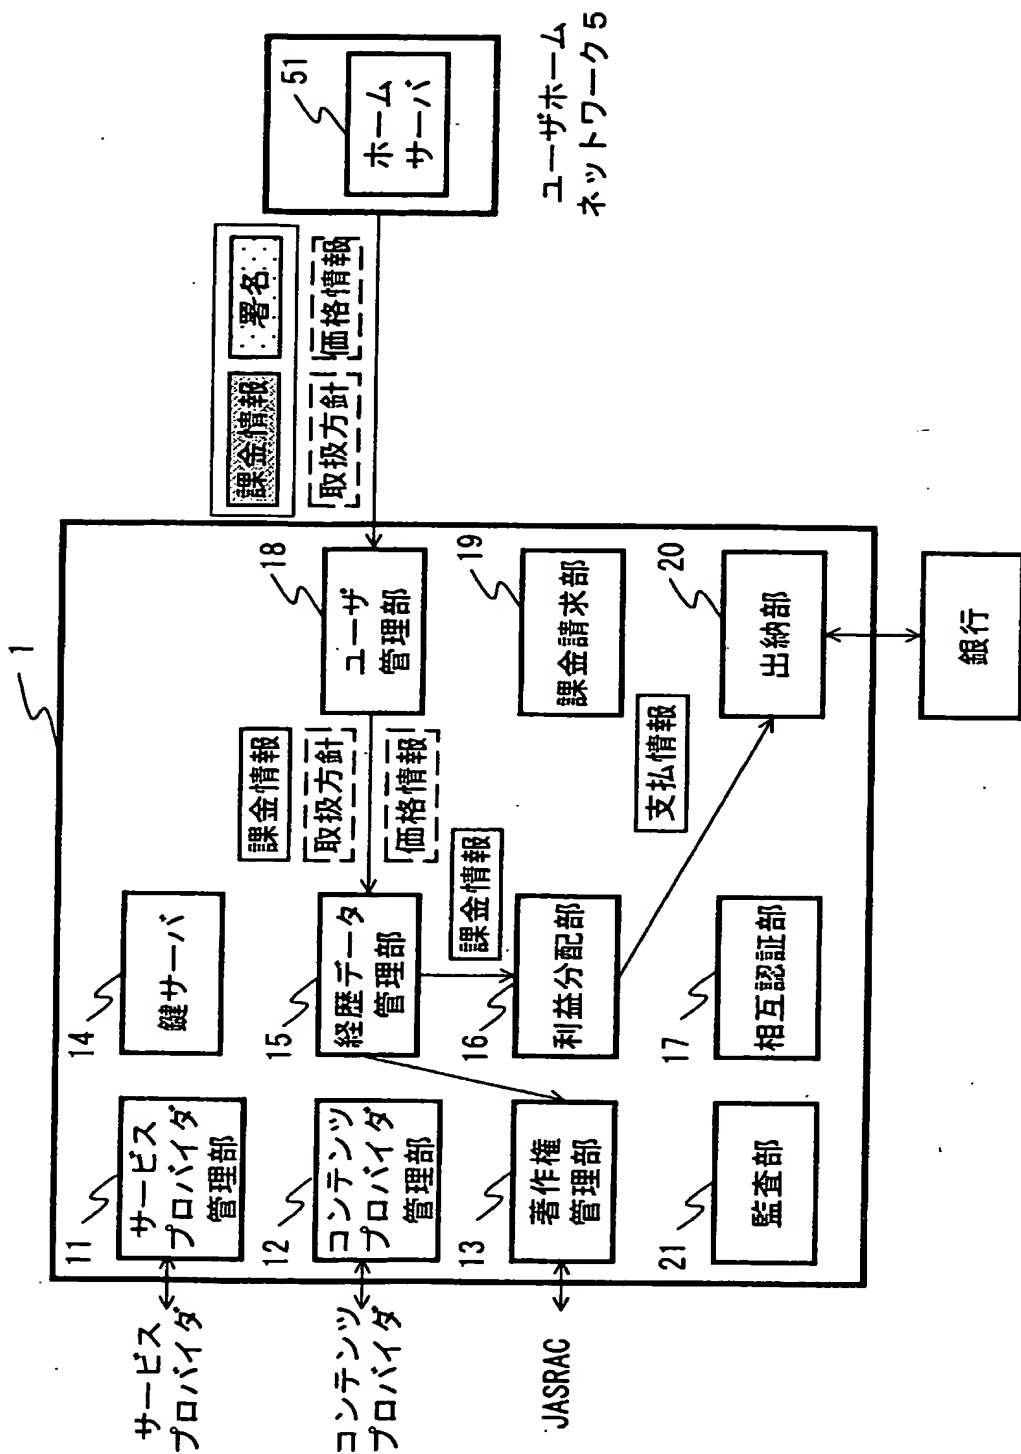 1
サービス
プロバイダ
11
サービス
プロバイダ
管理部
14
鍵サーバ
コンテンツ
プロバイダ
12
コンテンツ
プロバイダ
管理部
15
経歴データ
管理部
課金情報
取扱方針
価格情報
18
ユーザ
管理部
課金情報
署名
取扱方針
価格情報
51
ホーム
サーバ
ユーザホーム
ネットワーク5
JASRAC
13
著作権
管理部
16
利益分配部
課金情報
19
課金請求部
21
監査部
17
相互認証部
支払情報
20
出納部
銀行